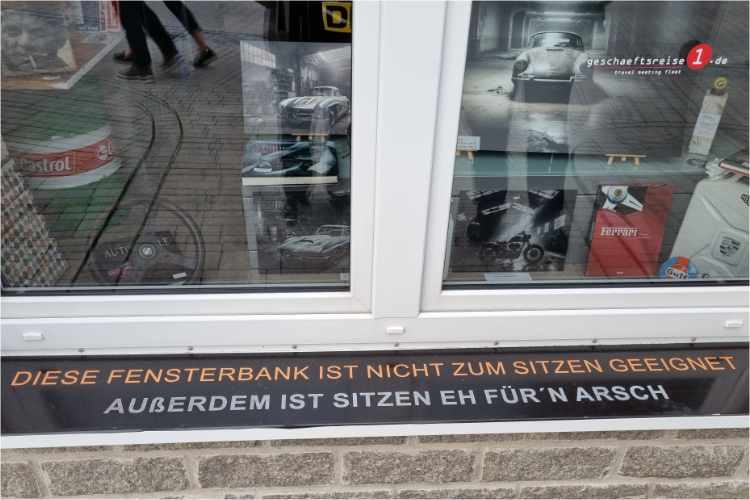 geschaeftsreise1.de
travel meeting fleet
Castrol
Ferrari
Gulf
DIESE FENSTERBANK IST NICHT ZUM SITZEN GEEIGNET
AUßERDEM IST SITZEN EH FÜR´N ARSCH